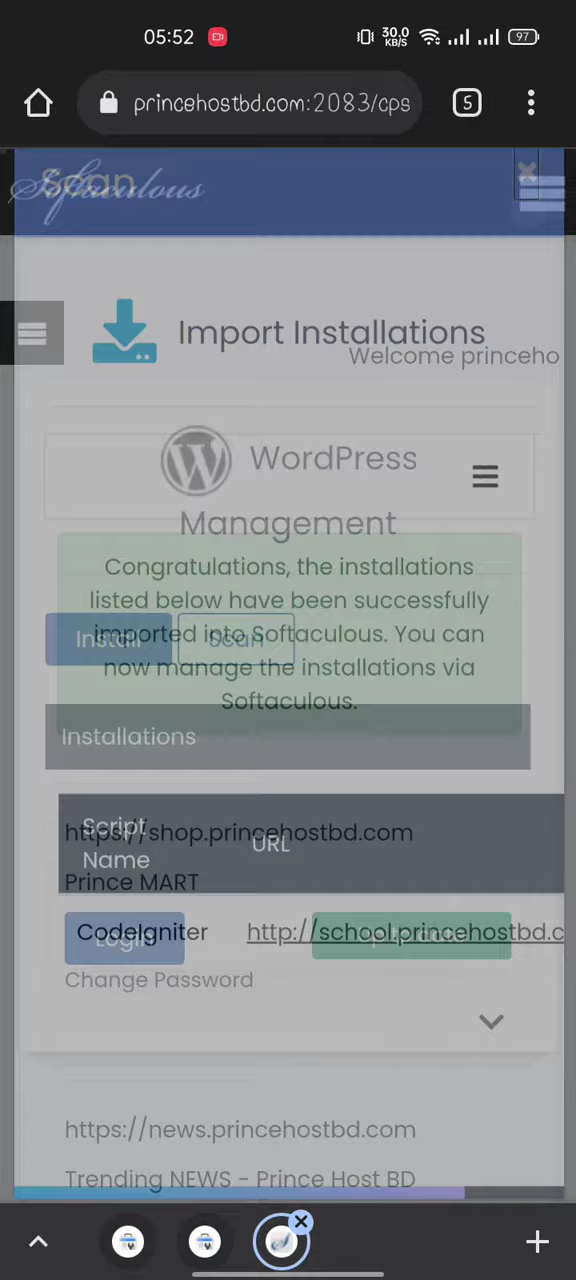 05:52
30.0
KB/S
97
princehostbd.com:2083/cps
5
Scan
Softaculous
Import Installations
Welcome princeho
WordPress
Management
Congratulations, the installations
listed below have been successfully
imported into Softaculous. You can
now manage the installations via
Softaculous.
Install
Scan
Installations
Script
Name
URL
https://shop.princehostbd.com
Prince MART
CodeIgniter
http://school.princehostbd.c
Login
Change Password
https://news.princehostbd.com
Trending NEWS - Prince Host BD